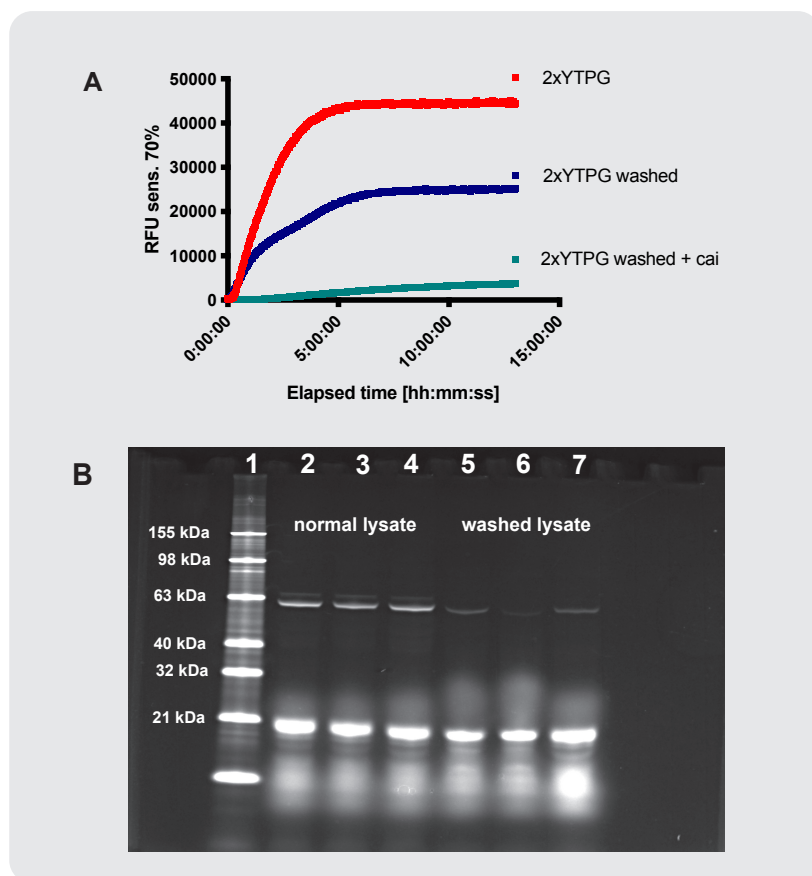 A
50000
40000
30000
20000
10000
0
RFU sens. 70%
0:00:00
5:00:00
10:00:00
15:00:00
Elapsed time [hh:mm:ss]
2xYTPG
2xYTPG washed
2xYTPG washed + cai
B
1 2 3 4 5 6 7
normal lysate washed lysate
155 kDa
98 kDa
63 kDa
40 kDa
32 kDa
21 kDa